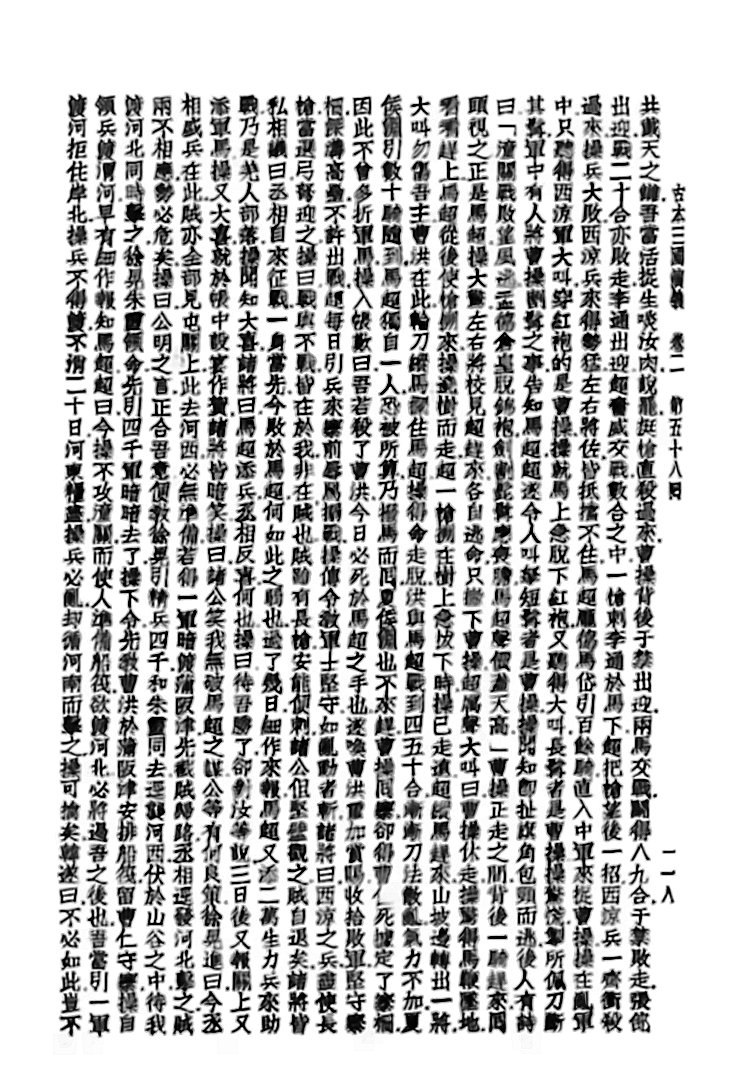 古本三國演義　卷二　第五十八囘
一一八
共戴天之讎吾當活捉生啖汝肉說罷挺槍直殺過來曹操背後于禁出迎兩馬交戰鬭得八九合于禁敗走張郃
出迎戰二十合亦敗走李通出迎超奮威交戰數合之中一槍刺李通於馬下超把槍望後一招西涼兵一齊衝殺
過來操兵大敗西涼兵來得勢猛左右將佐皆抵擋不住馬超龐德馬岱引百餘騎直入中軍來捉曹操操在亂軍
中只聽得西涼軍大叫穿紅袍的是曹操操就馬上急脫下紅袍又聽得大叫長髯者是曹操操驚慌掣所佩刀斷
其髯軍中有人將曹操割髯之事告知馬超超遂令人叫拏短髯者是曹操操聞知卽扯旗角包頸而逃後人有詩
曰「潼關戰敗望風逃孟德倉皇脫錦袍劍割髭髯應喪膽馬超聲價蓋天高」曹操正走之間背後一騎趕來囘
頭視之正是馬超操大驚左右將校見超趕來各自逃命只撇下曹操超厲聲大叫曰曹操休走操驚得馬鞭墜地
看看趕上馬超從後使槍搠來操遶樹而走超一槍搠在樹上急拔下時操已走遠超縱馬趕來山坡邊轉出一將
大叫勿傷吾主曹洪在此輪刀縱馬攔住馬超操得命走脫洪與馬超戰到四五十合漸漸刀法散亂氣力不加夏
侯淵引數十騎隨到馬超獨自一人恐被所算乃撥馬而囘夏侯淵也不來趕曹操囘寨卻得曹仁死據定了寨柵
因此不曾多折軍馬操入帳歎曰吾若殺了曹洪今日必死於馬超之手也遂喚曹洪重加賞賜收拾敗軍堅守寨
柵深溝高壘不許出戰超每日引兵來寨前辱罵搦戰操傳令敎軍士堅守如亂動者斬諸將曰西涼之兵盡使長
槍當選弓弩迎之操曰戰與不戰皆在於我非在賊也賊雖有長槍安能便刺諸公但堅壁觀之賊自退矣諸將皆
私相議曰丞相自來征戰一身當先今敗於馬超何如此之弱也過了幾日細作來報馬超又添二萬生力兵來助
戰乃是羌人部落操聞知大喜諸將曰馬超添兵丞相反喜何也操曰待吾勝了卻對汝等說三日後又報關上又
添軍馬操又大喜就於帳中設宴作賀諸將皆暗笑操曰諸公笑我無破馬超之謀公等有何良策徐晃進曰今丞
相盛兵在此賊亦全部見屯關上此去河西必無準備若得一軍暗渡蒲阪津先截賊歸路丞相逕發河北擊之賊
兩不相應勢必危矣操曰公明之言正合吾意便敎徐晃引精兵四千和朱靈同去逕襲河西伏於山谷之中待我
渡河北同時擊之徐晃朱靈領命先引四千軍暗暗去了操下令先敎曹洪於蒲阪津安排船筏留曹仁守寨操自
領兵渡渭河早有細作報知馬超超曰今操不攻潼關而使人準備船筏欲渡河北必將遏吾之後也吾當引一軍
渡河拒住岸北操兵不得渡不消二十日河東糧盡操兵必亂却循河南而擊之操可擒矣韓遂曰不必如此豈不